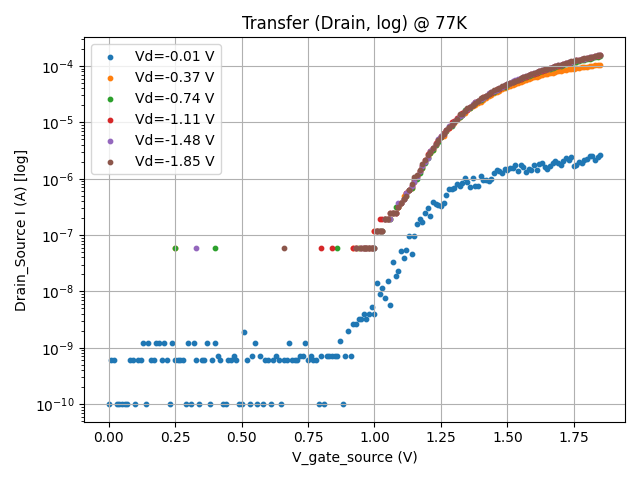 Transfer (Drain, log) @ 77K
Vd=-0.01 V
Vd=-0.37 V
Vd=-0.74 V
Vd=-1.11 V
Vd=-1.48 V
Vd=-1.85 V
Drain_Source I (A) [log]
10⁻⁴
10⁻⁵
10⁻⁶
10⁻⁷
10⁻⁸
10⁻⁹
10⁻¹⁰
0.00 0.25 0.50 0.75 1.00 1.25 1.50 1.75
V_gate_source (V)